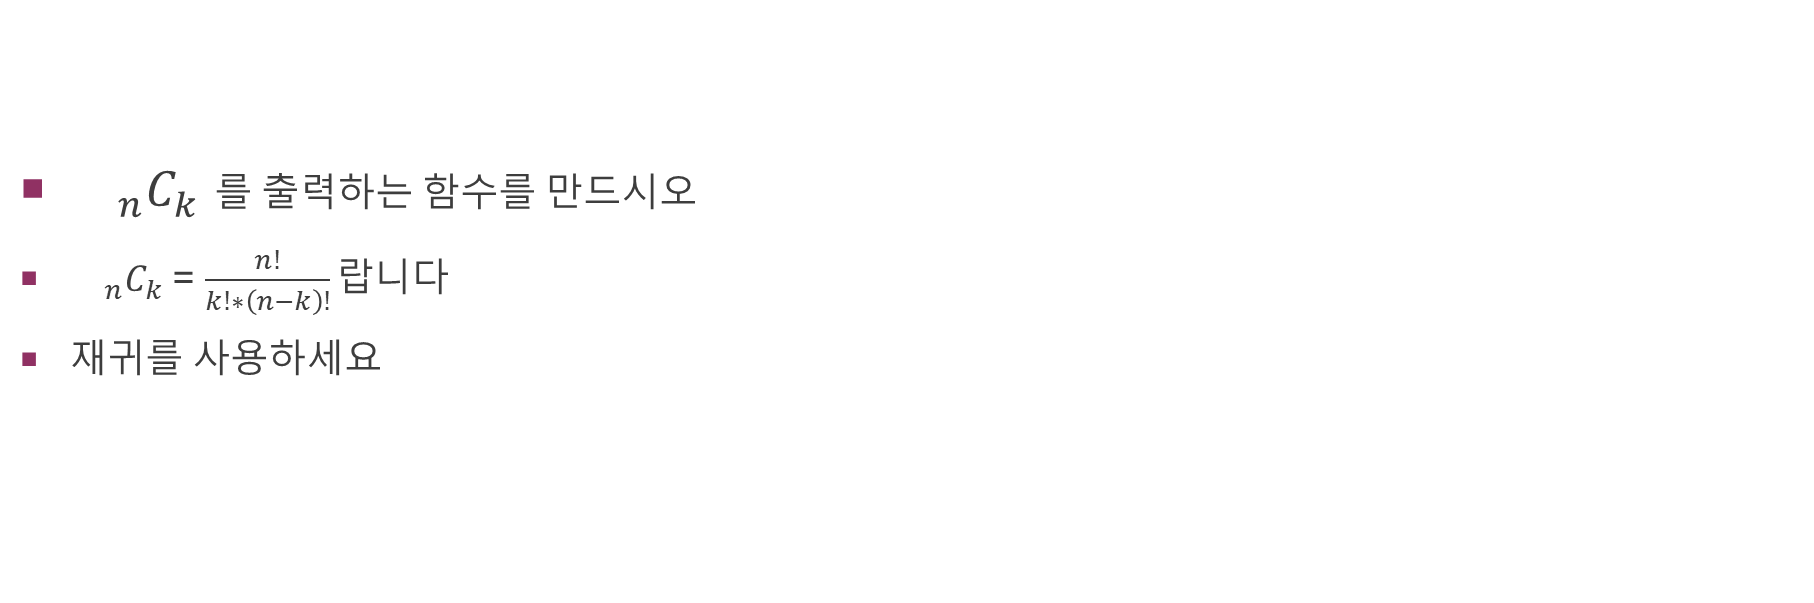 ■ ₙCₖ 를 출력하는 함수를 만드시오
■ ₙCₖ = n! / k!*(n−k)! 랍니다
■ 재귀를 사용하세요